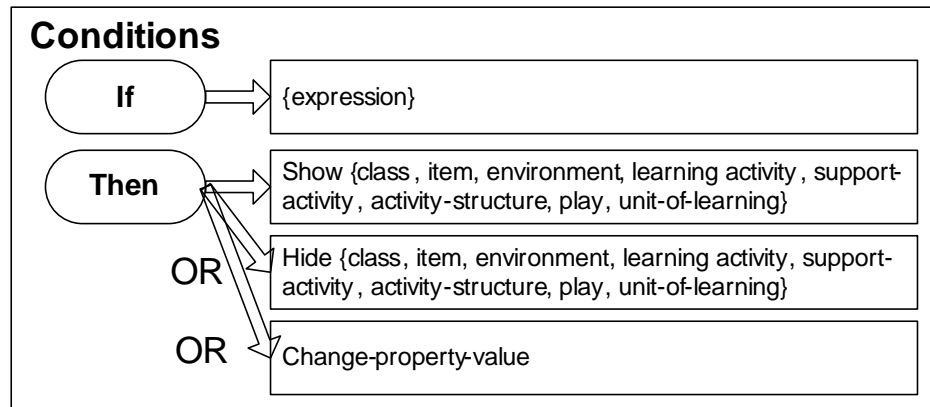 Conditions
If
{expression}
Then
Show {class, item, environment, learning activity, support-
activity, activity-structure, play, unit-of-learning}
OR
Hide {class, item, environment, learning activity, support-
activity, activity-structure, play, unit-of-learning}
OR
Change-property-value